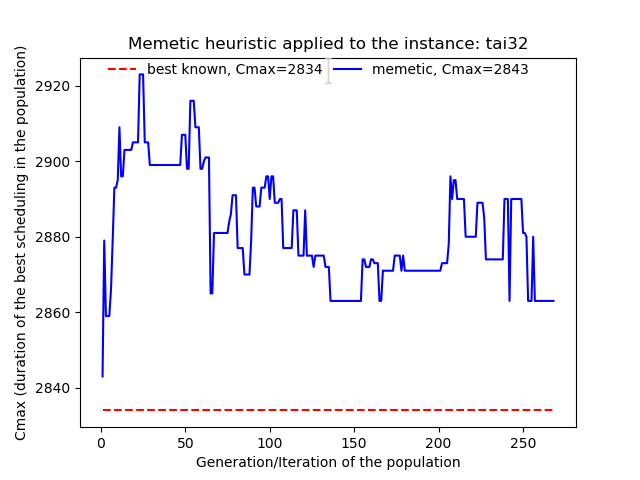 Memetic heuristic applied to the instance: tai32
best known, Cmax=2834
memetic, Cmax=2843
Cmax (duration of the best scheduling in the population)
2920
2900
2880
2860
2840
0 50 100 150 200 250
Generation/Iteration of the population